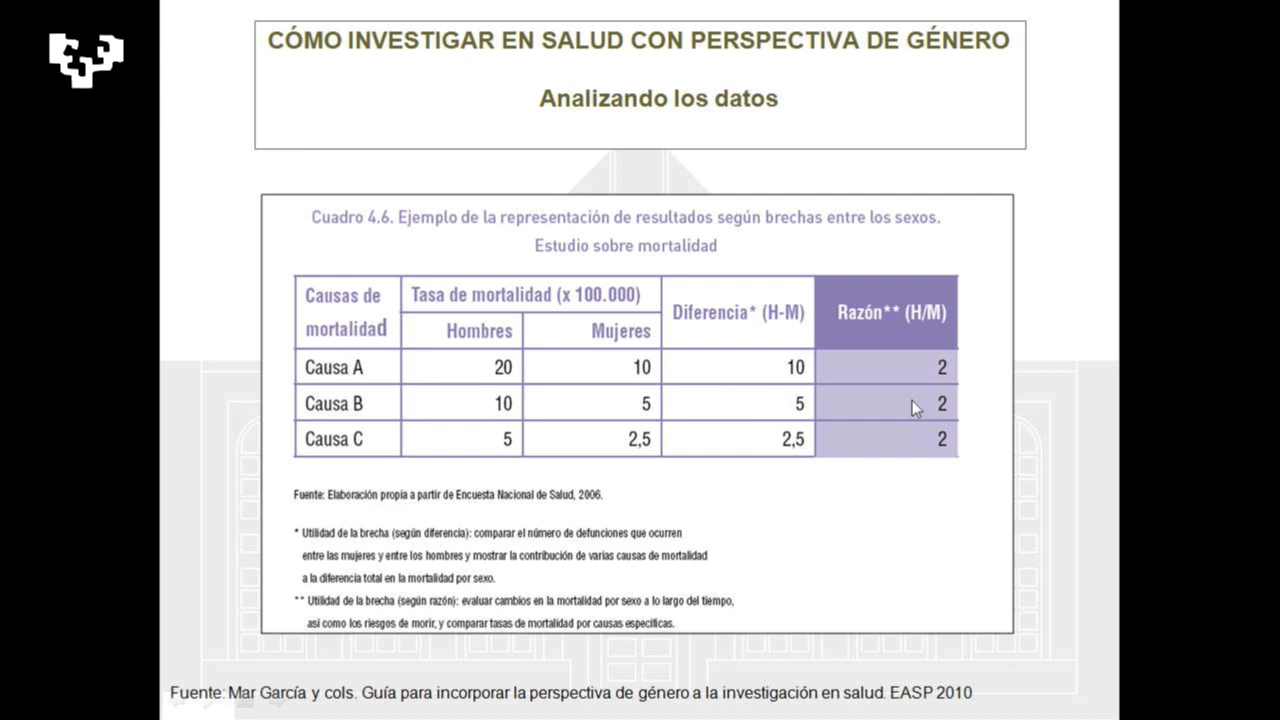 CÓMO INVESTIGAR EN SALUD CON PERSPECTIVA DE GÉNERO
Analizando los datos
Cuadro 4.6. Ejemplo de la representación de resultados según brechas entre los sexos.
Estudio sobre mortalidad
Causas de mortalidad Tasa de mortalidad (x 100.000) Diferencia* (H-M) Razón** (H/M)
Hombres Mujeres
Causa A 20 10 10 2
Causa B 10 5 5 2
Causa C 5 2,5 2,5 2
Fuente: Elaboración propia a partir de Encuesta Nacional de Salud, 2006.
* Utilidad de la brecha (según diferencia): comparar el número de defunciones que ocurren
entre las mujeres y entre los hombres y mostrar la contribución de varias causas de mortalidad
a la diferencia total en la mortalidad por sexo.
** Utilidad de la brecha (según razón): evaluar cambios en la mortalidad por sexo a lo largo del tiempo,
así como los riesgos de morir, y comparar tasas de mortalidad por causas específicas.
Fuente: Mar García y cols. Guía para incorporar la perspectiva de género a la investigación en salud. EASP 2010